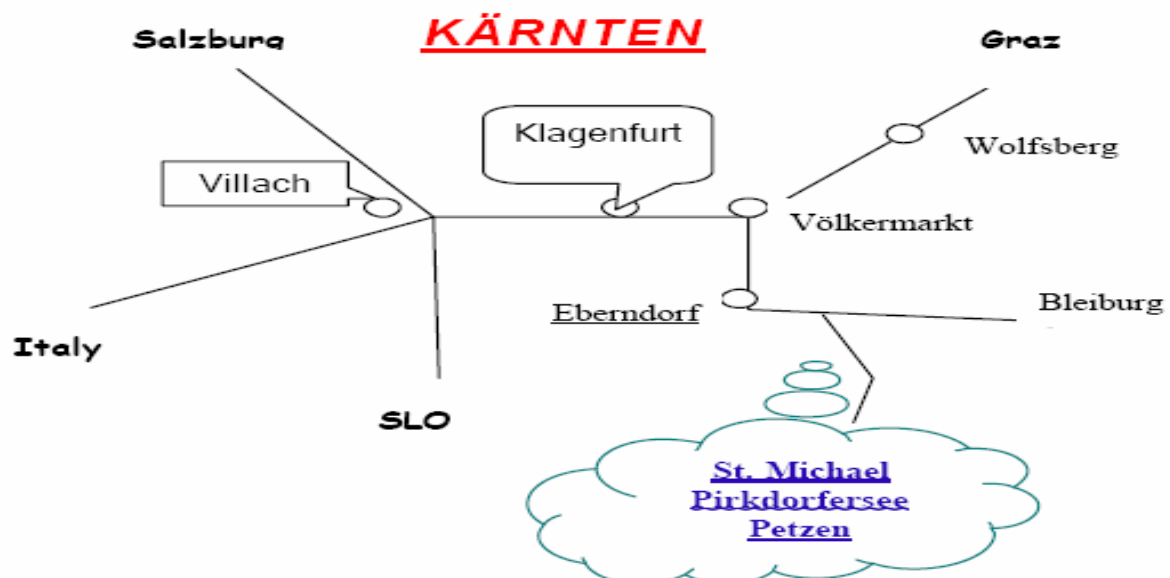 KÄRNTEN
Salzburg
Graz
Klagenfurt
Wolfsberg
Villach
Völkermarkt
Eberndorf
Bleiburg
Italy
SLO
St. Michael
Pirkdorfersee
Petzen